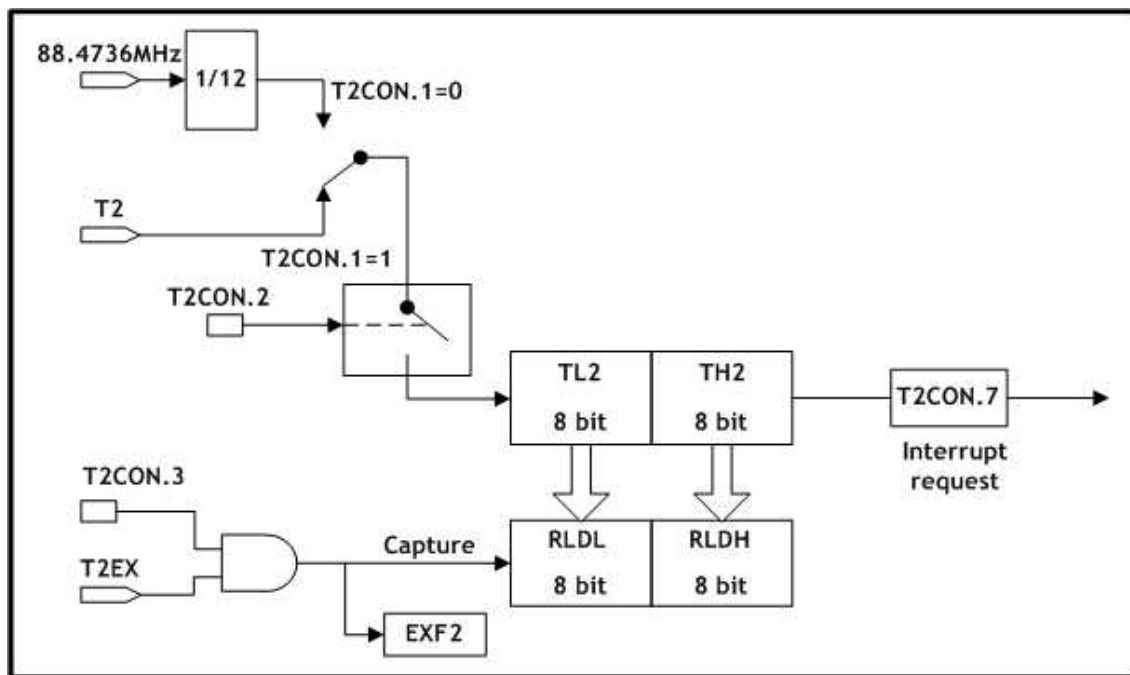 88.4736MHz
1/12
T2CON.1=0
T2
T2CON.1=1
T2CON.2
TL2
8 bit
TH2
8 bit
T2CON.7
Interrupt
request
T2CON.3
T2EX
Capture
RLDL
8 bit
RLDH
8 bit
EXF2